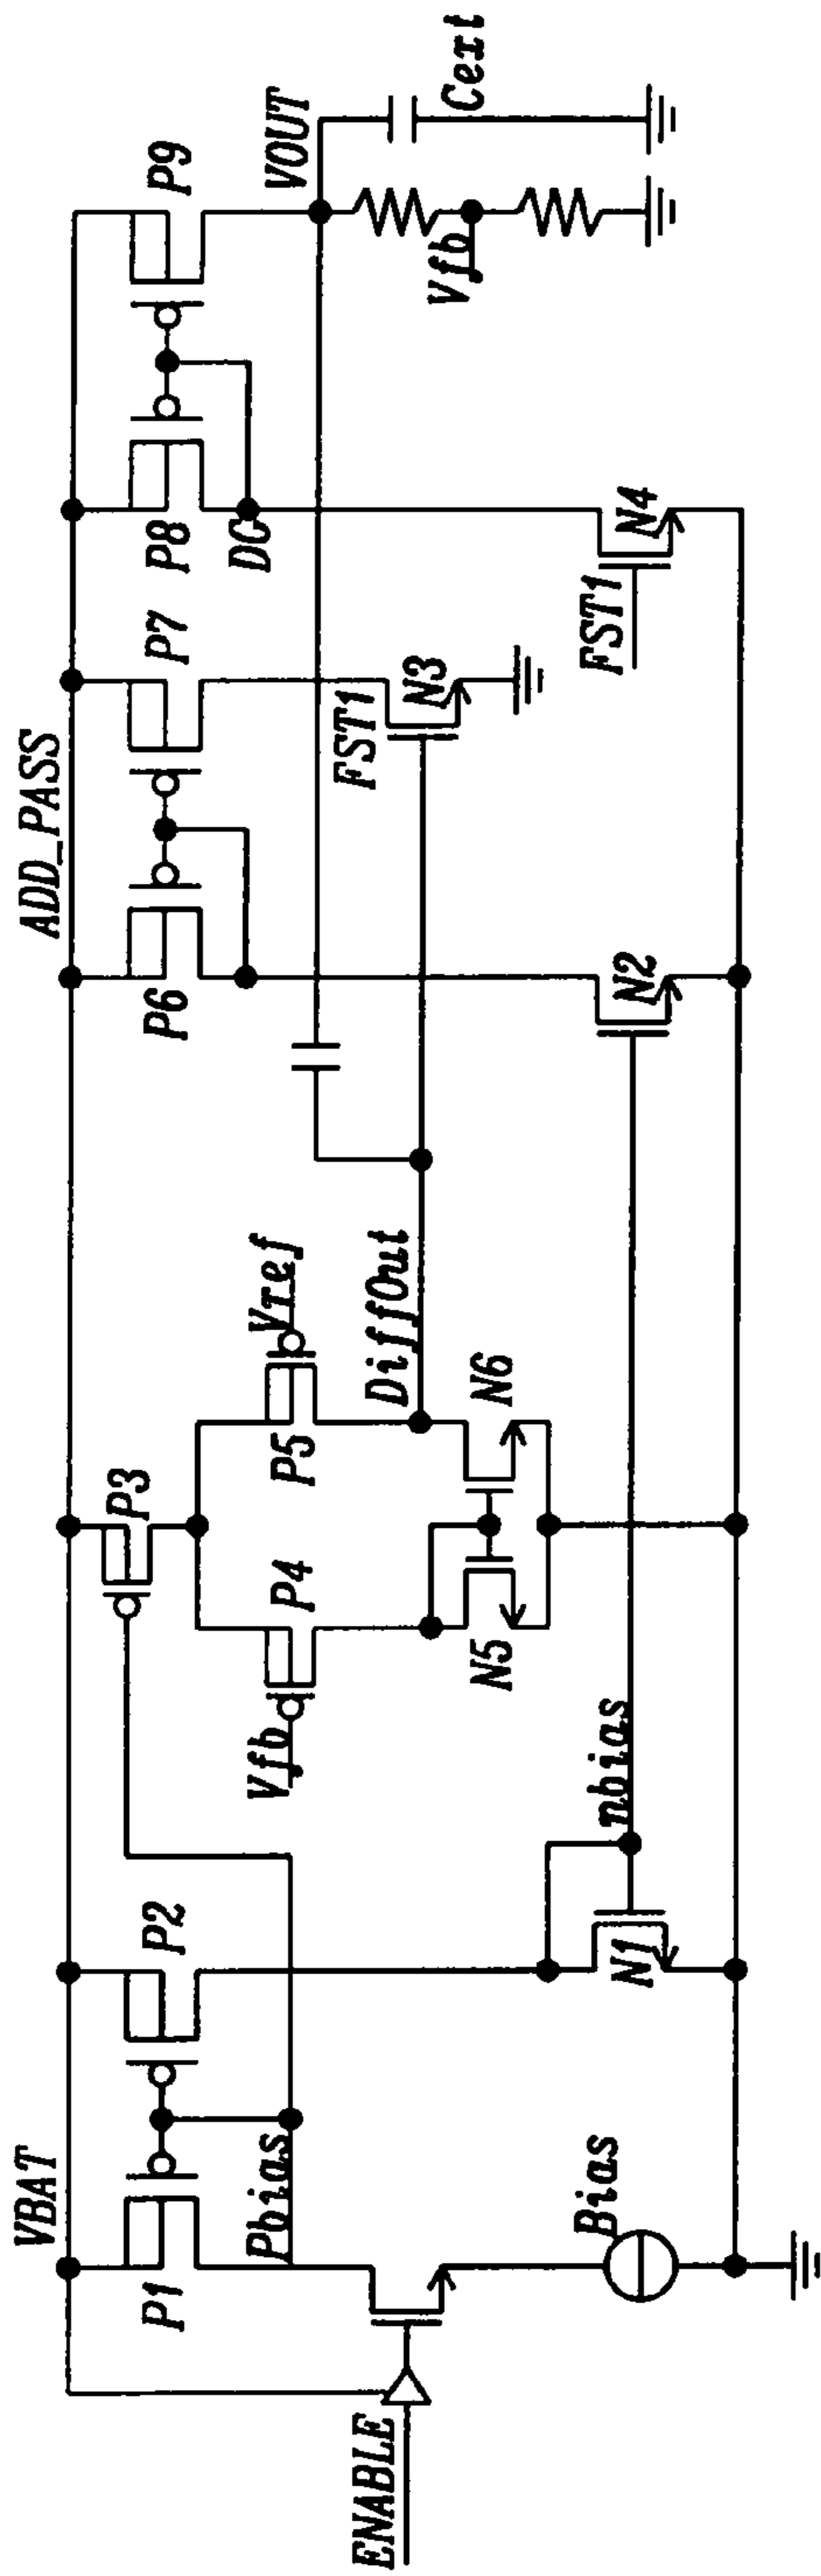 VBAT
ADD_PASS
P1
P2
P3
P6
P7
P8
P9
Pbias
Vfb
P4
P5
Vref
DG
VOUT
DiffOut
FST1
N3
Vfb
Cext
ENABLE
N5
N6
Bias
nbias
N1
N2
FST1
N4